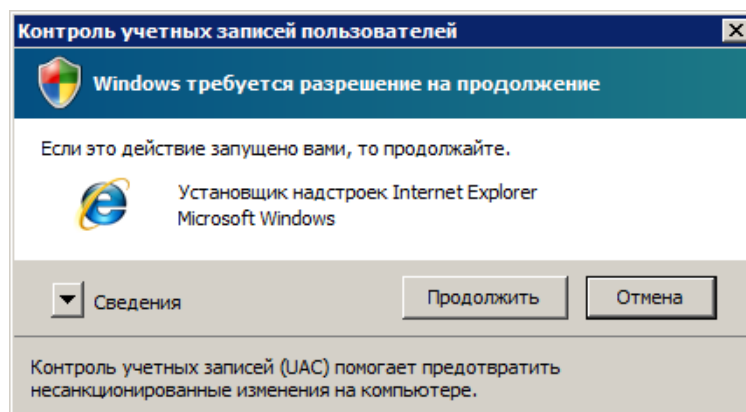 Контроль учетных записей пользователей
Windows требуется разрешение на продолжение
Если это действие запущено вами, то продолжайте.
Установщик надстроек Internet Explorer
Microsoft Windows
Сведения
Продолжить
Отмена
Контроль учетных записей (UAC) помогает предотвратить
несанкционированные изменения на компьютере.